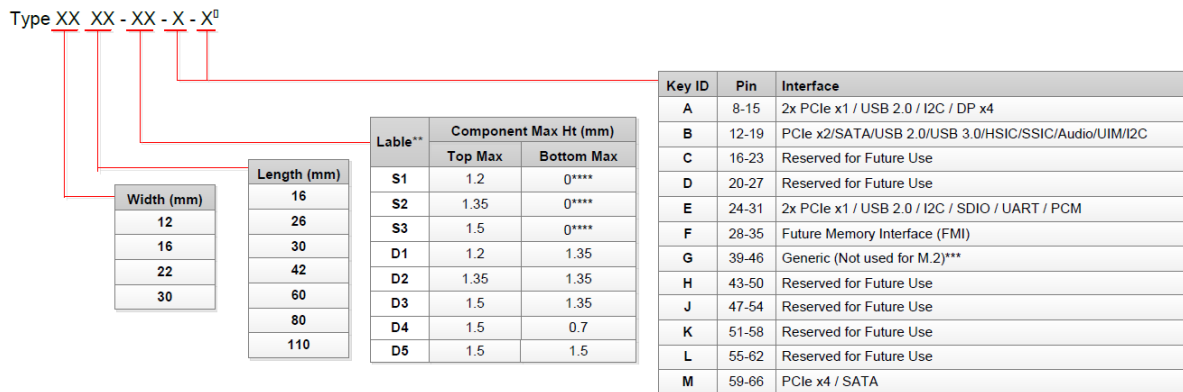 Type XX XX - XX - X - X▯
Key ID Pin Interface
A 8-15 2x PCIe x1 / USB 2.0 / I2C / DP x4
B 12-19 PCIe x2/SATA/USB 2.0/USB 3.0/HSIC/SSIC/Audio/UIM/I2C
C 16-23 Reserved for Future Use
D 20-27 Reserved for Future Use
E 24-31 2x PCIe x1 / USB 2.0 / I2C / SDIO / UART / PCM
F 28-35 Future Memory Interface (FMI)
G 39-46 Generic (Not used for M.2)***
H 43-50 Reserved for Future Use
J 47-54 Reserved for Future Use
K 51-58 Reserved for Future Use
L 55-62 Reserved for Future Use
M 59-66 PCIe x4 / SATA
Lable** Component Max Ht (mm)
Top Max Bottom Max
S1 1.2 0****
S2 1.35 0****
S3 1.5 0****
D1 1.2 1.35
D2 1.35 1.35
D3 1.5 1.35
D4 1.5 0.7
D5 1.5 1.5
Length (mm)
16
26
30
42
60
80
110
Width (mm)
12
16
22
30